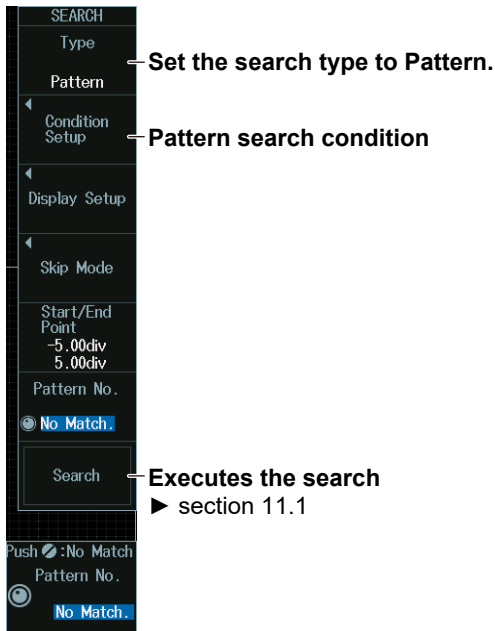 SEARCH
Type
Pattern
Set the search type to Pattern.
Condition
Setup
Pattern search condition
Display Setup
Skip Mode
Start/End
Point
-5.00div
5.00div
Pattern No.
No Match.
Search
Executes the search
► section 11.1
Push :No Match
Pattern No.
No Match.